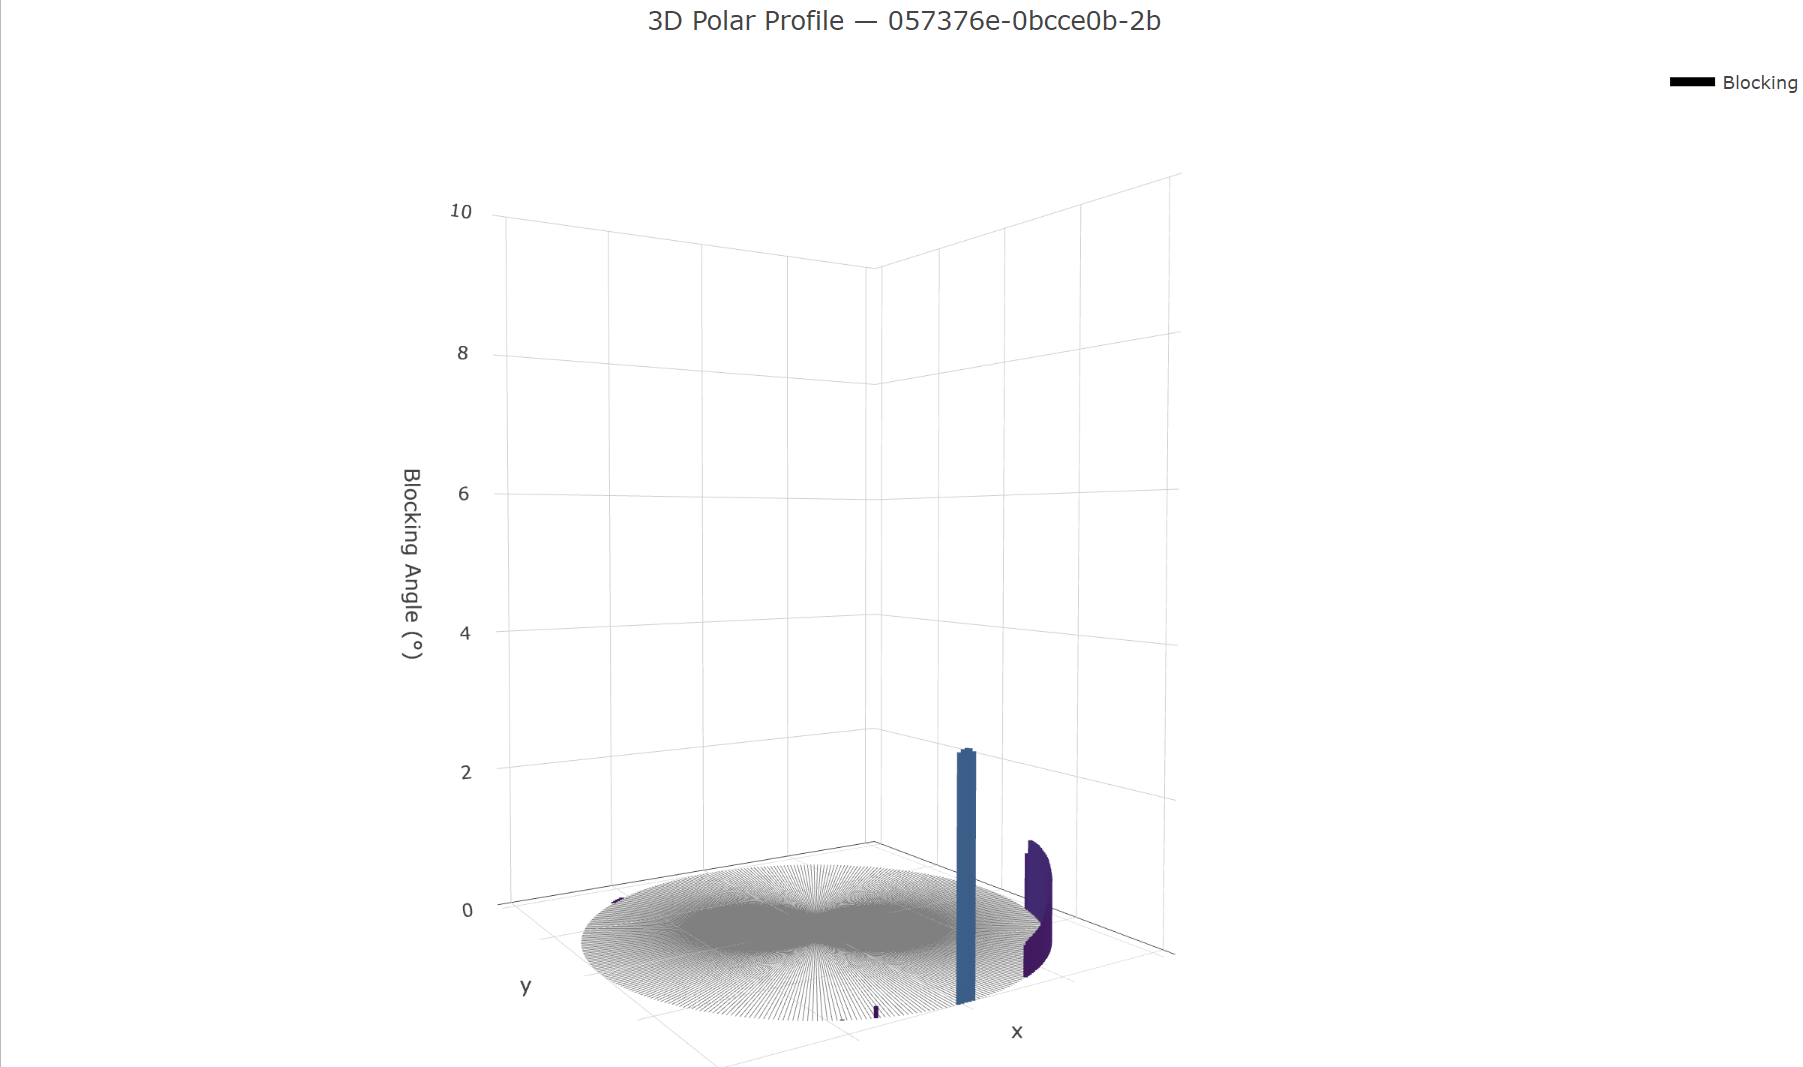 3D Polar Profile — 057376e-0bcce0b-2b
Blocking
10
8
6
4
2
0
Blocking Angle (°)
y
x